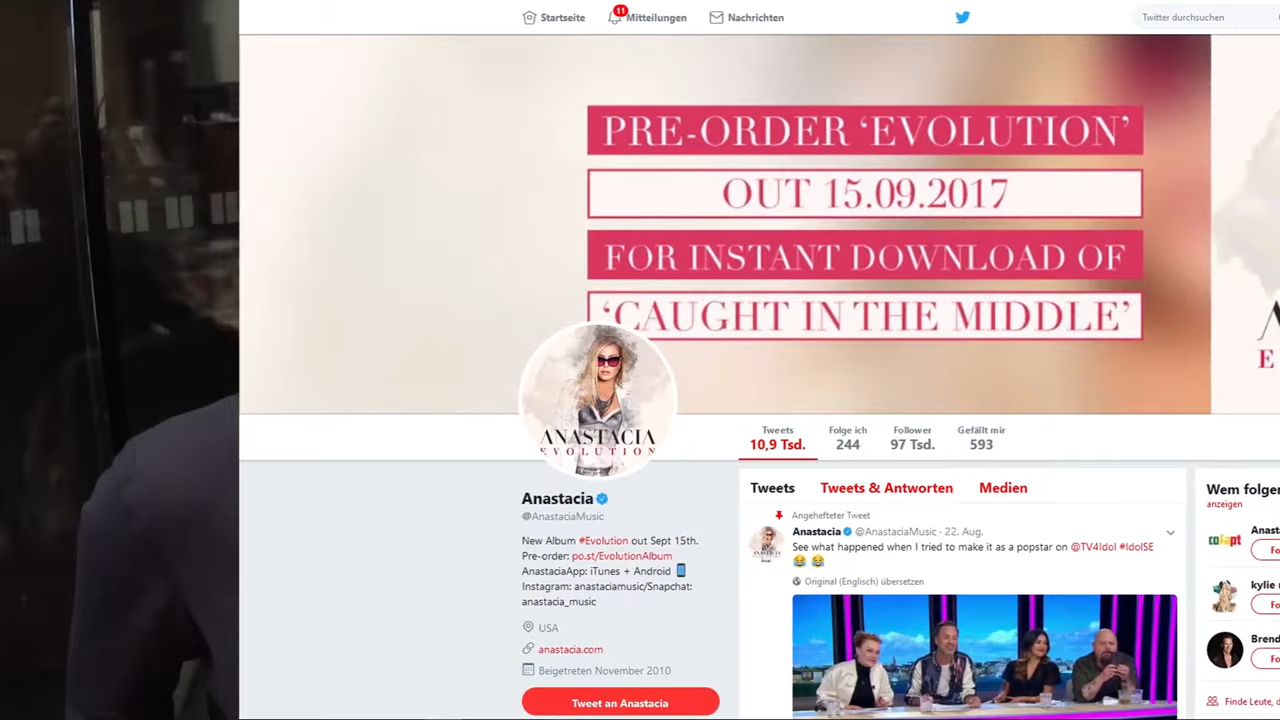 Startseite
11
Mitteilungen
Nachrichten
Twitter durchsuchen
PRE-ORDER ‘EVOLUTION’
OUT 15.09.2017
FOR INSTANT DOWNLOAD OF
‘CAUGHT IN THE MIDDLE’
ANASTACIA
EVOLUTION
Tweets
10,9 Tsd.
Folge ich
244
Follower
97 Tsd.
Gefällt mir
593
Anastacia
@AnastaciaMusic
New Album #Evolution out Sept 15th.
Pre-order: po.st/EvolutionAlbum
AnastaciaApp: iTunes + Android
Instagram: anastaciamusic/Snapchat:
anastacia_music
USA
anastacia.com
Beigetreten November 2010
Tweet an Anastacia
Tweets
Tweets & Antworten
Medien
Angehefteter Tweet
Anastacia @AnastaciaMusic · 22. Aug.
See what happened when I tried to make it as a popstar on @TV4Idol #IdolSE
😂 😂
Original (Englisch) übersetzen
Wem folger
anzeigen
Anast
Fo
kylie
Fo
Brend
Fo
Finde Leute,